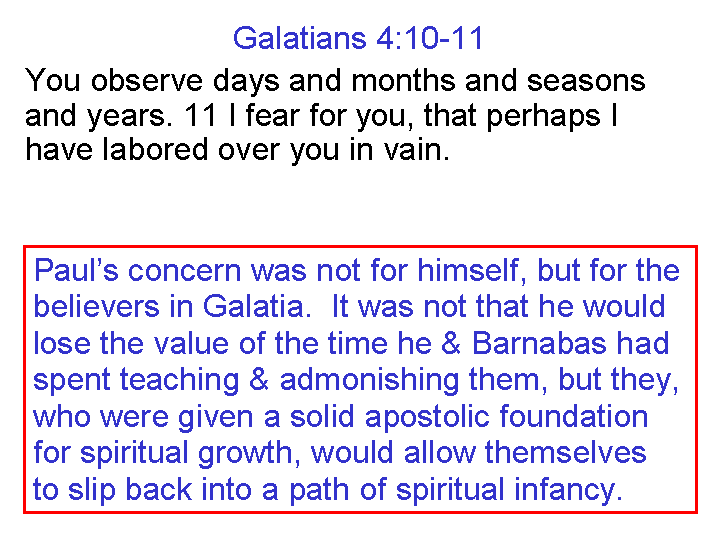 Galatians 4:10-11
You observe days and months and seasons
and years. 11 I fear for you, that perhaps I
have labored over you in vain.
Paul’s concern was not for himself, but for the
believers in Galatia.  It was not that he would
lose the value of the time he & Barnabas had
spent teaching & admonishing them, but they,
who were given a solid apostolic foundation
for spiritual growth, would allow themselves
to slip back into a path of spiritual infancy.